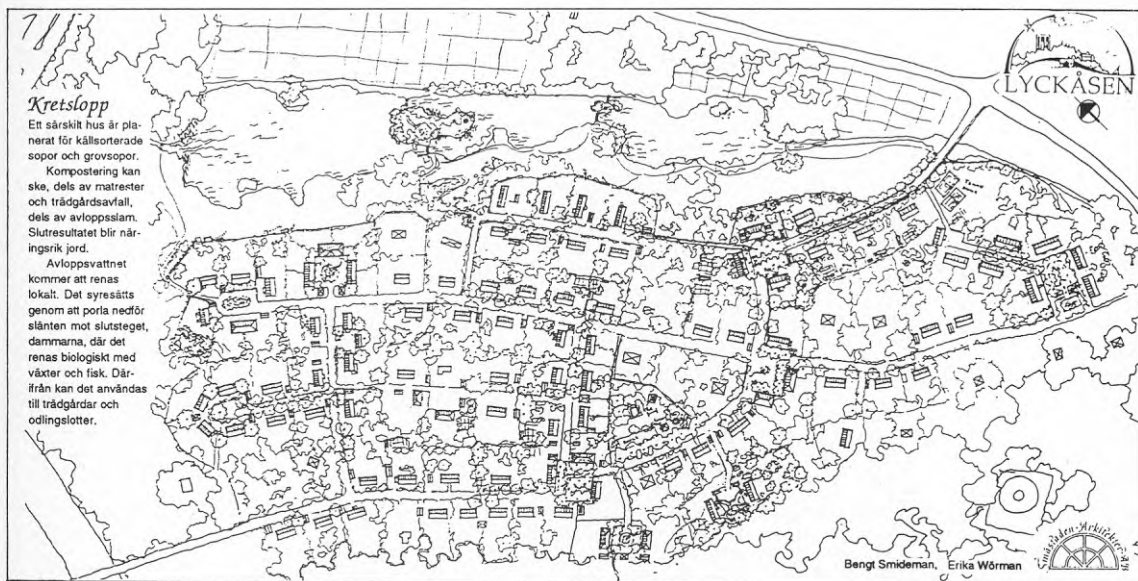 Kretslopp
Ett särskilt hus är pla-
nerat för källsorterade
sopor och grovsopor.
Kompostering kan
ske, dels av matrester
och trädgårdsavfall,
dels av avloppsslam.
Slutresultatet blir när-
ingsrik jord.
Avloppsvattnet
kommer att renas
lokalt. Det syresätts
genom att porla nedför
slänten mot slutsteget,
dammarna, där det
renas biologiskt med
växter och fisk. Där-
ifrån kan det användas
till trädgårdar och
odlingslotter.
LYCKÅSEN
Bengt Smideman, Erika Wörman